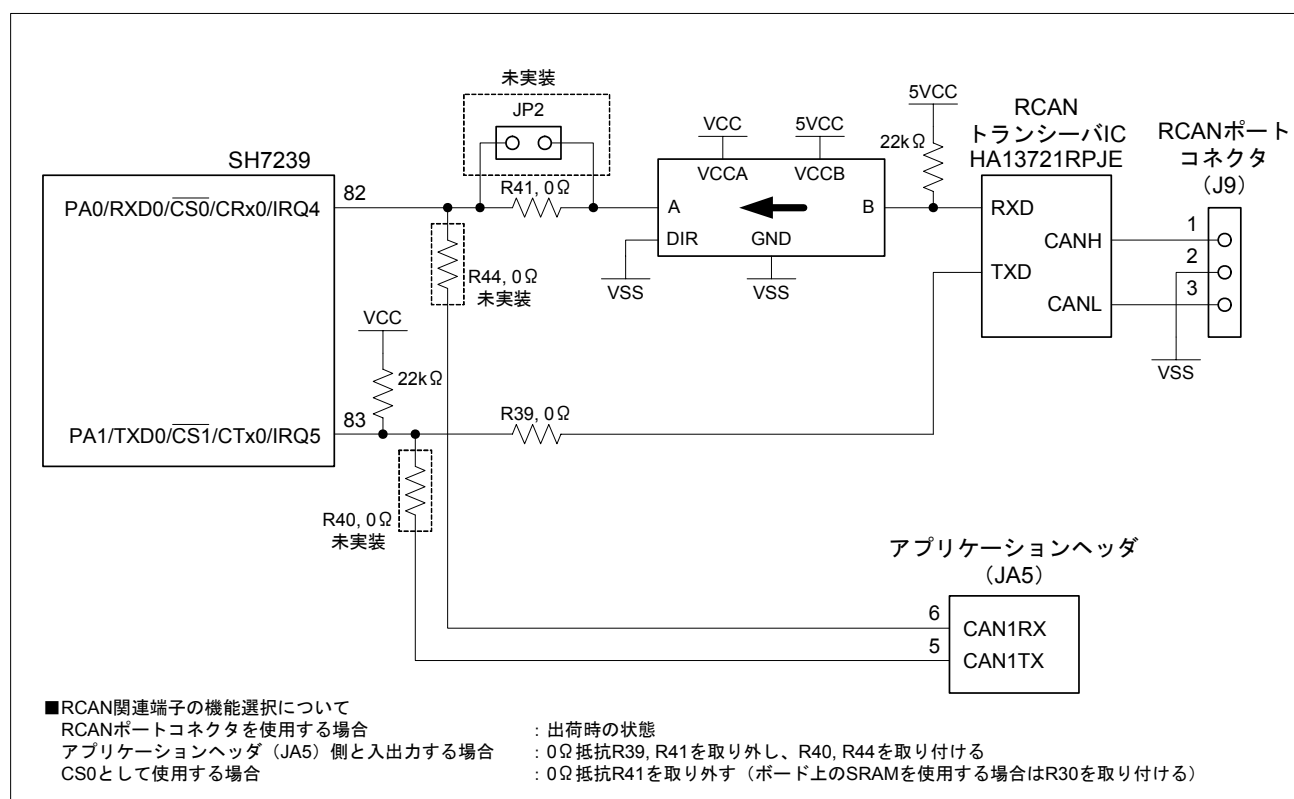 未実装
JP2
SH7239
82
PA0/RXD0/CS0/CRx0/IRQ4
R41, 0Ω
VCC
5VCC
VCCA
VCCB
A
B
DIR
GND
VSS
VSS
5VCC
22kΩ
RCAN
トランシーバIC
HA13721RPJE
RXD
TXD
CANH
CANL
RCANポート
コネクタ
（J9）
1
2
3
VSS
R44, 0Ω
未実装
VCC
22kΩ
83
PA1/TXD0/CS1/CTx0/IRQ5
R39, 0Ω
R40, 0Ω
未実装
アプリケーションヘッダ
（JA5）
6
CAN1RX
5
CAN1TX
■RCAN関連端子の機能選択について
RCANポートコネクタを使用する場合 : 出荷時の状態
アプリケーションヘッダ（JA5）側と入出力する場合 : 0Ω抵抗R39, R41を取り外し、R40, R44を取り付ける
CS0として使用する場合 : 0Ω抵抗R41を取り外す（ボード上のSRAMを使用する場合はR30を取り付ける）